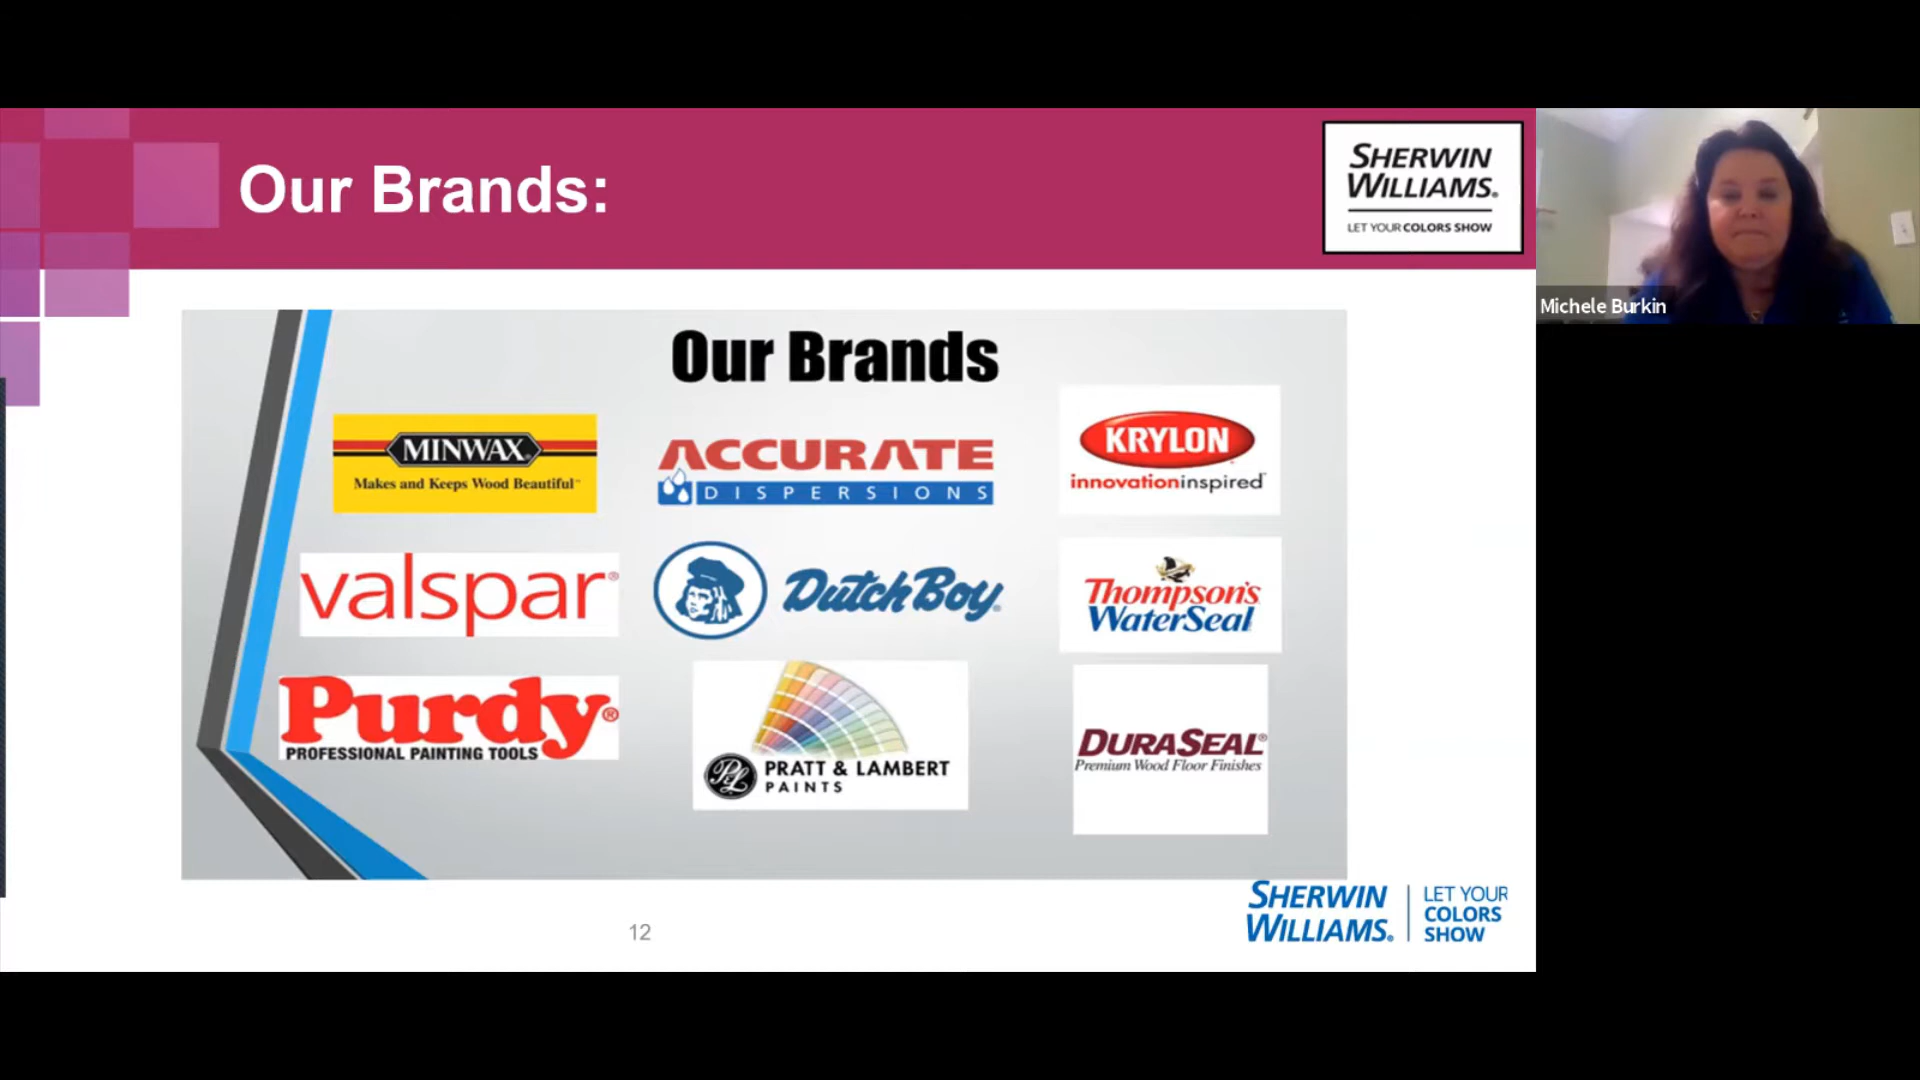 Our Brands:
SHERWIN
WILLIAMS®
LET YOUR COLORS SHOW
Michele Burkin
Our Brands
MINWAX®
Makes and Keeps Wood Beautiful™
ACCURATE
DISPERSIONS
KRYLON
innovationinspired™
valspar®
Dutch Boy®
Thompson's
WaterSeal
Purdy®
PROFESSIONAL PAINTING TOOLS
P&L
PRATT & LAMBERT
PAINTS
DURASEAL®
Premium Wood Floor Finishes
SHERWIN
WILLIAMS®
LET YOUR
COLORS
SHOW
12